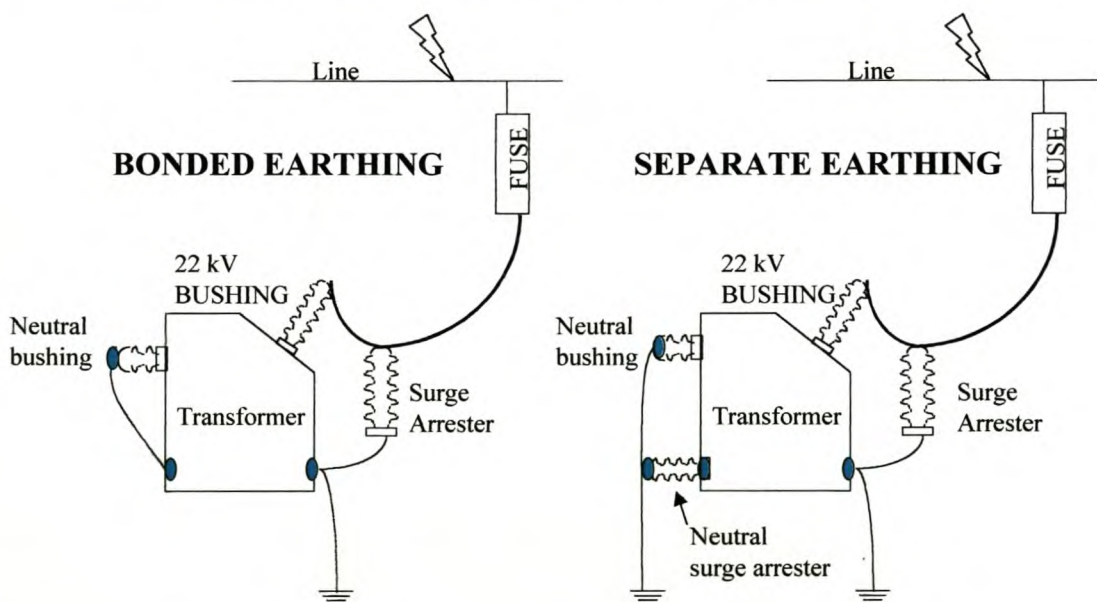 Line
FUSE
BONDED EARTHING
22 kV
BUSHING
Neutral
bushing
Transformer
Surge
Arrester
Line
FUSE
SEPARATE EARTHING
22 kV
BUSHING
Neutral
bushing
Transformer
Surge
Arrester
Neutral
surge arrester